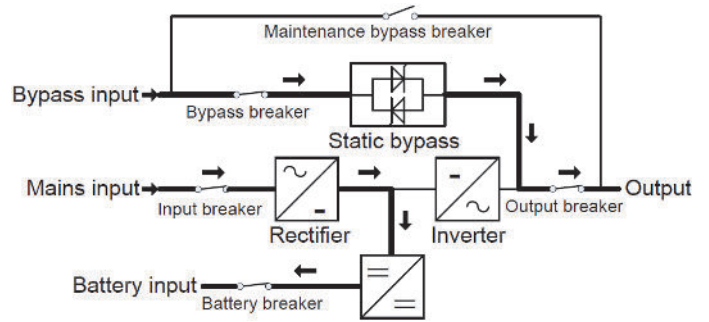 Maintenance bypass breaker
Bypass input
Bypass breaker
Static bypass
Mains input
Input breaker
Rectifier
Inverter
Output breaker
Output
Battery input
Battery breaker